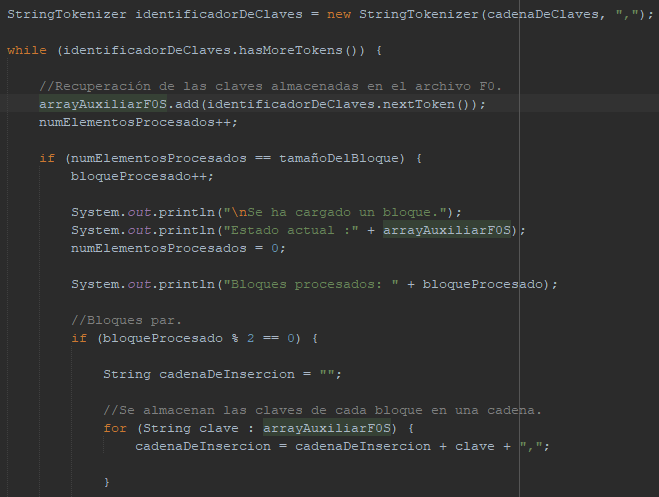 StringTokenizer identificadorDeClaves = new StringTokenizer(cadenaDeClaves, ",");
while (identificadorDeClaves.hasMoreTokens()) {
//Recuperación de las claves almacenadas en el archivo F0.
arrayAuxiliarF0S.add(identificadorDeClaves.nextToken());
numElementosProcesados++;
if (numElementosProcesados == tamañoDelBloque) {
bloqueProcesado++;
System.out.println("\nSe ha cargado un bloque.");
System.out.println("Estado actual :" + arrayAuxiliarF0S);
numElementosProcesados = 0;
System.out.println("Bloques procesados: " + bloqueProcesado);
//Bloques par.
if (bloqueProcesado % 2 == 0) {
String cadenaDeInsercion = "";
//Se almacenan las claves de cada bloque en una cadena.
for (String clave : arrayAuxiliarF0S) {
cadenaDeInsercion = cadenaDeInsercion + clave + ",";
}